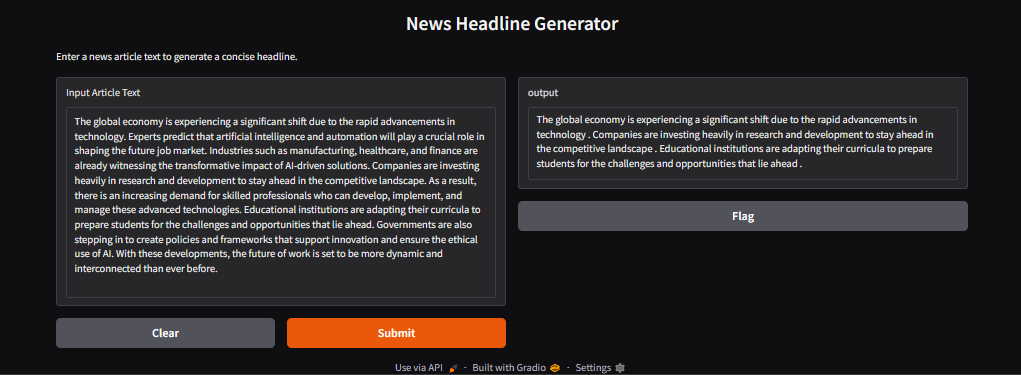 News Headline Generator
Enter a news article text to generate a concise headline.
Input Article Text
The global economy is experiencing a significant shift due to the rapid advancements in
technology. Experts predict that artificial intelligence and automation will play a crucial role in
shaping the future job market. Industries such as manufacturing, healthcare, and finance are
already witnessing the transformative impact of AI-driven solutions. Companies are investing
heavily in research and development to stay ahead in the competitive landscape. As a result,
there is an increasing demand for skilled professionals who can develop, implement, and
manage these advanced technologies. Educational institutions are adapting their curricula to
prepare students for the challenges and opportunities that lie ahead. Governments are also
stepping in to create policies and frameworks that support innovation and ensure the ethical
use of AI. With these developments, the future of work is set to be more dynamic and
interconnected than ever before.
Clear
Submit
output
The global economy is experiencing a significant shift due to the rapid advancements in
technology . Companies are investing heavily in research and development to stay ahead in
the competitive landscape . Educational institutions are adapting their curricula to prepare
students for the challenges and opportunities that lie ahead .
Flag
Use via API · Built with Gradio · Settings